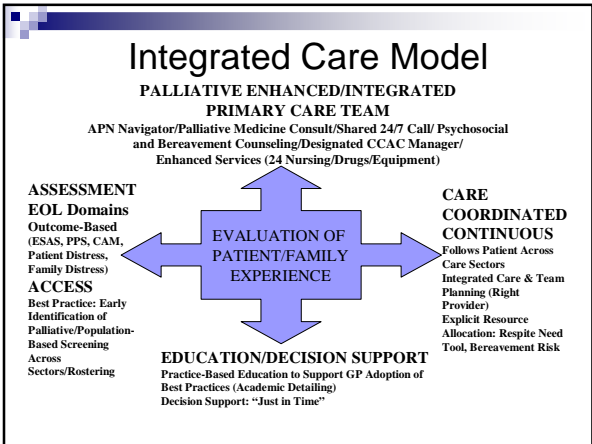 Integrated Care Model
PALLIATIVE ENHANCED/INTEGRATED
PRIMARY CARE TEAM
APN Navigator/Palliative Medicine Consult/Shared 24/7 Call/ Psychosocial
and Bereavement Counseling/Designated CCAC Manager/
Enhanced Services (24 Nursing/Drugs/Equipment)
ASSESSMENT
EOL Domains
Outcome-Based
(ESAS, PPS, CAM,
Patient Distress,
Family Distress)
ACCESS
Best Practice: Early
Identification of
Palliative/Population-
Based Screening
Across
Sectors/Rostering
EVALUATION OF
PATIENT/FAMILY
EXPERIENCE
CARE
COORDINATED
CONTINUOUS
Follows Patient Across
Care Sectors
Integrated Care & Team
Planning (Right
Provider)
Explicit Resource
Allocation: Respite Need
Tool, Bereavement Risk
EDUCATION/DECISION SUPPORT
Practice-Based Education to Support GP Adoption of
Best Practices (Academic Detailing)
Decision Support: “Just in Time”